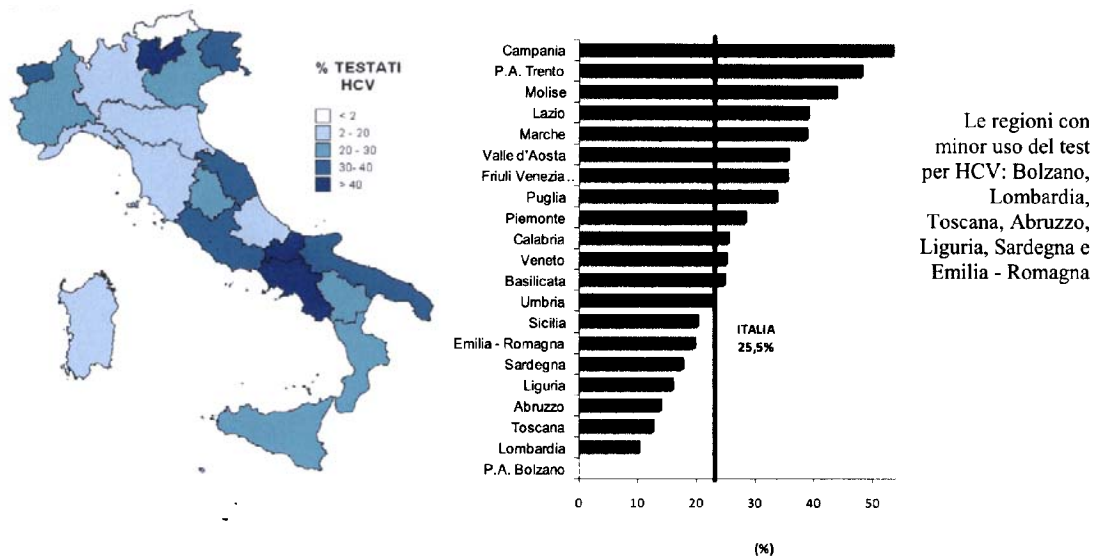 % TESTATI
HCV
< 2
2 - 20
20 - 30
30- 40
> 40
Campania
P.A. Trento
Molise
Lazio
Marche
Valle d'Aosta
Friuli Venezia ..
Puglia
Piemonte
Calabria
Veneto
Basilicata
Umbria
Sicilia
Emilia - Romagna
Sardegna
Liguria
Abruzzo
Toscana
Lombardia
P.A. Bolzano
ITALIA
25,5%
0 10 20 30 40 50
(%)
Le regioni con
minor uso del test
per HCV: Bolzano,
Lombardia,
Toscana, Abruzzo,
Liguria, Sardegna e
Emilia - Romagna